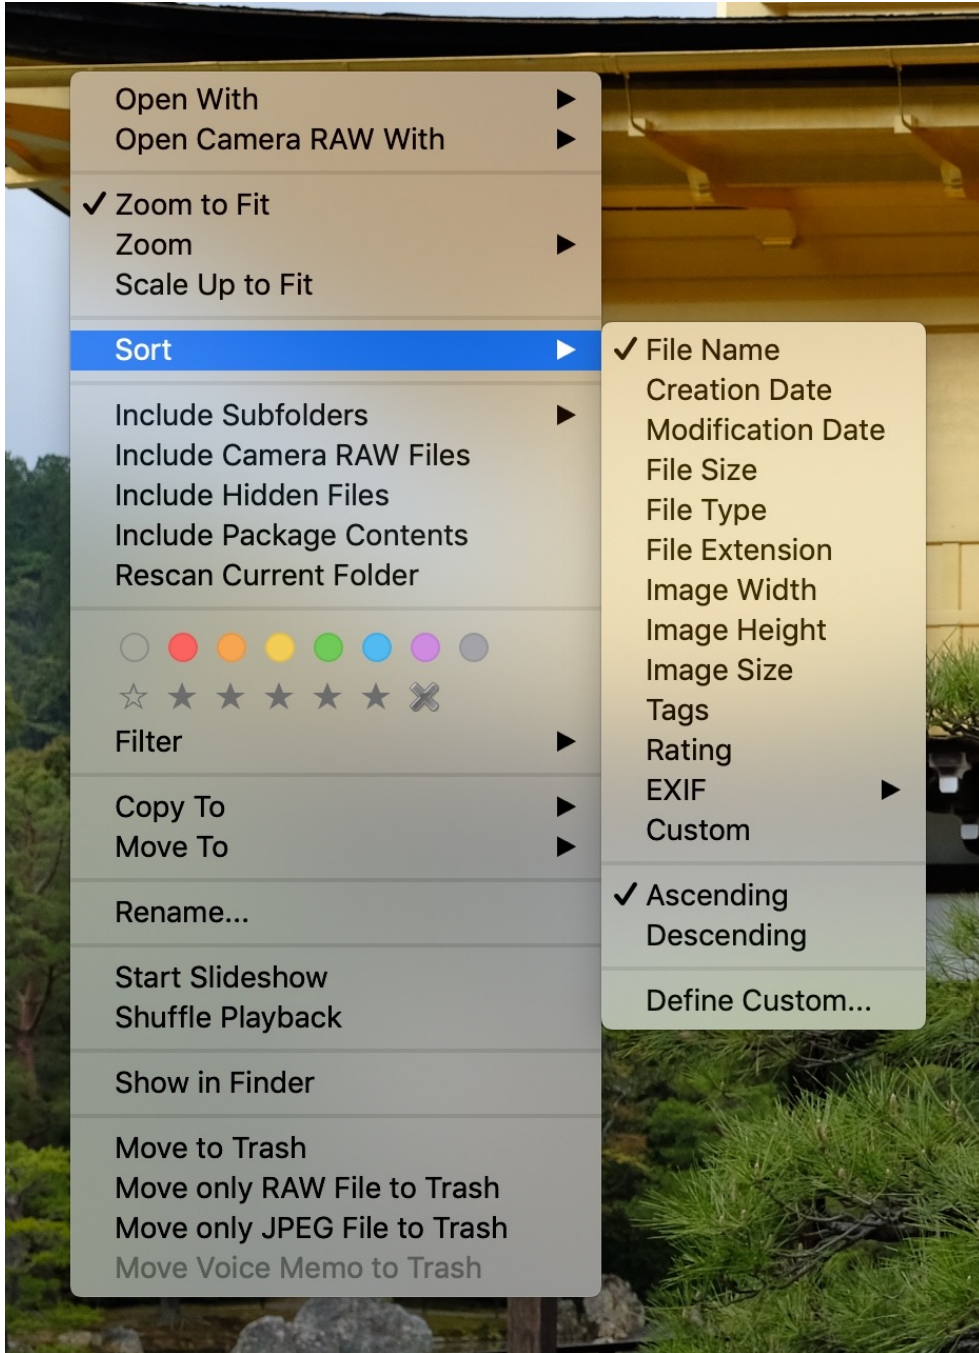 Open With
Open Camera RAW With
Zoom to Fit
Zoom
Scale Up to Fit
Sort
Include Subfolders
Include Camera RAW Files
Include Hidden Files
Include Package Contents
Rescan Current Folder
Filter
Copy To
Move To
Rename...
Start Slideshow
Shuffle Playback
Show in Finder
Move to Trash
Move only RAW File to Trash
Move only JPEG File to Trash
Move Voice Memo to Trash
File Name
Creation Date
Modification Date
File Size
File Type
File Extension
Image Width
Image Height
Image Size
Tags
Rating
EXIF
Custom
Ascending
Descending
Define Custom...